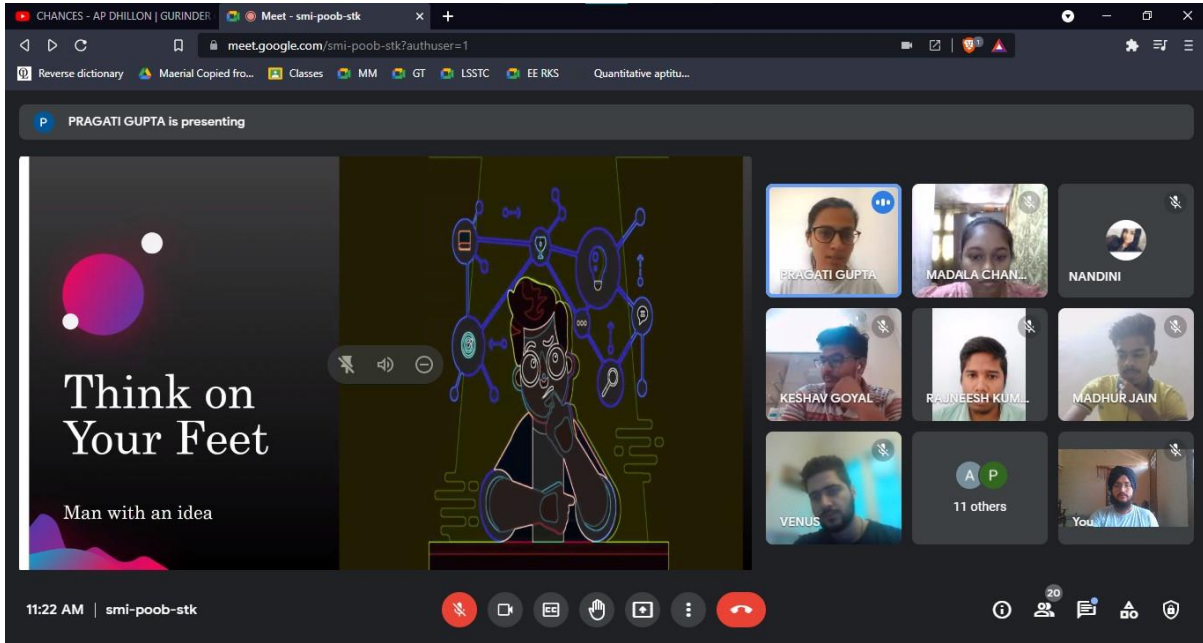 CHANCES - AP DHILLON | GURINDER
Meet - smi-poob-stk
meet.google.com/smi-poob-stk?authuser=1
1
Reverse dictionary
Maerial Copied fro...
Classes
MM
GT
LSSTC
EE RKS
Quantitative aptitu...
P
PRAGATI GUPTA is presenting
Think on
Your Feet
Man with an idea
PRAGATI GUPTA
MADALA CHAN...
NANDINI
KESHAV GOYAL
RAJNEESH KUM...
MADHUR JAIN
VENUS
A P
11 others
You
11:22 AM | smi-poob-stk
CC
20